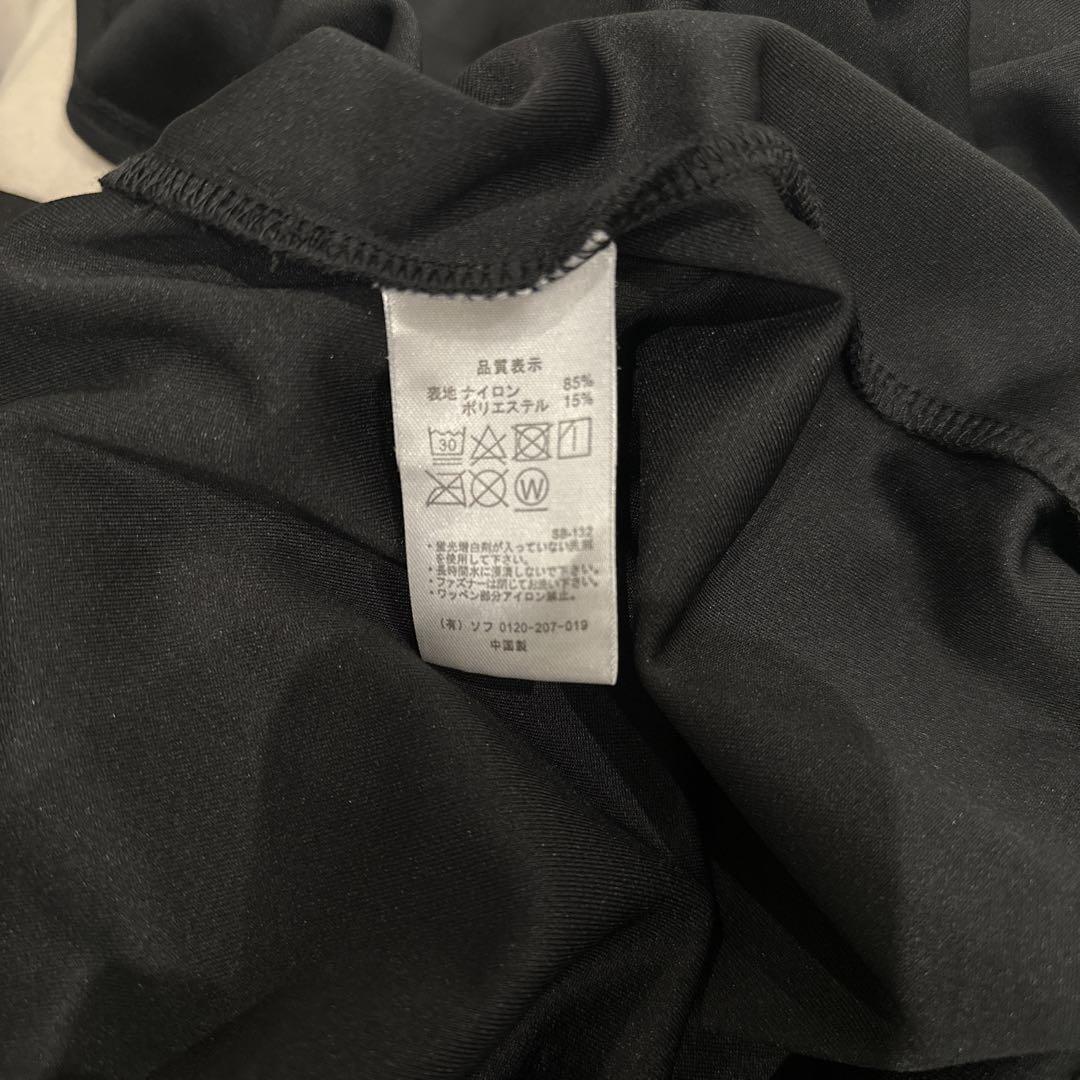 品質表示
表地 ナイロン 85%
ポリエステル 15%
30
W
SB-132
・蛍光増白剤が入っていない洗剤
を使用して下さい。
・長時間水に浸漬しないで下さい。
・ファスナーは閉じてお洗い下さい。
・ワッペン部分アイロン禁止。
(有) ソフ 0120-207-019
中国製